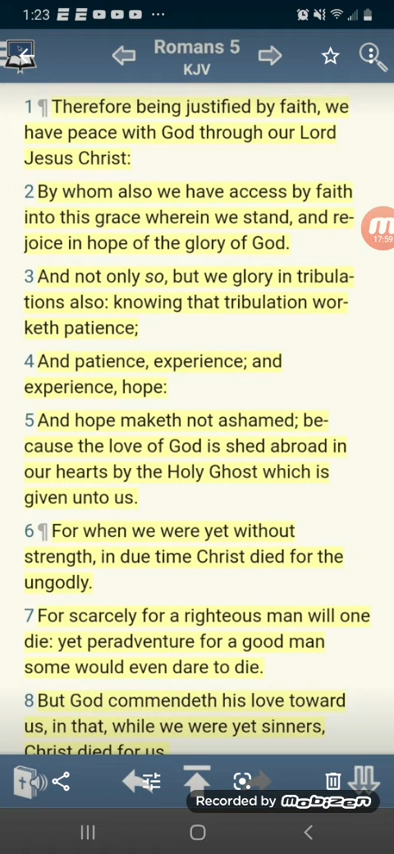 1:23
Romans 5
KJV
1 ¶ Therefore being justified by faith, we
have peace with God through our Lord
Jesus Christ:
2 By whom also we have access by faith
into this grace wherein we stand, and re-
joice in hope of the glory of God.
17:59
3 And not only so, but we glory in tribula-
tions also: knowing that tribulation wor-
keth patience;
4 And patience, experience; and
experience, hope:
5 And hope maketh not ashamed; be-
cause the love of God is shed abroad in
our hearts by the Holy Ghost which is
given unto us.
6 ¶ For when we were yet without
strength, in due time Christ died for the
ungodly.
7 For scarcely for a righteous man will one
die: yet peradventure for a good man
some would even dare to die.
8 But God commendeth his love toward
us, in that, while we were yet sinners,
Christ died for us.
Recorded by mobizen